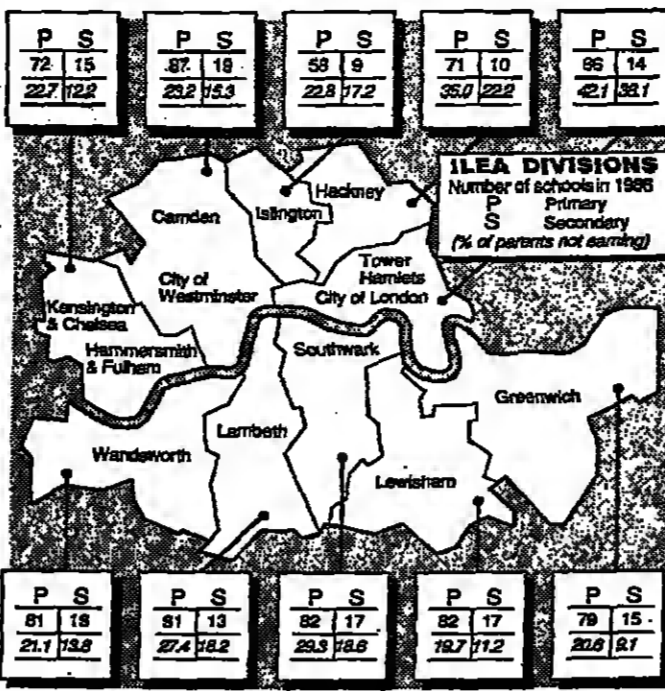 P S
72 15
22.7 12.2
P S
87 19
23.2 15.3
P S
58 9
22.8 17.2
P S
71 10
35.0 22.2
P S
86 14
42.1 38.1
ILEA DIVISIONS
Number of schools in 1986
P Primary
S Secondary
(% of parents not earning)
Camden
Islington
Hackney
City of
Westminster
Tower
Hamlets
City of London
Kensington
& Chelsea
Hammersmith
& Fulham
Southwark
Greenwich
Wandsworth
Lambeth
Lewisham
P S
81 18
21.1 13.8
P S
81 13
27.4 18.2
P S
82 17
29.3 18.6
P S
82 17
19.7 11.2
P S
79 15
20.6 9.1